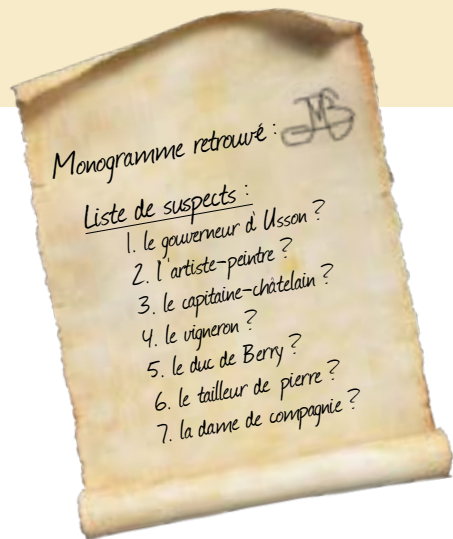 Monogramme retrouvé :
Liste de suspects :
1. le gouverneur d'Usson ?
2. l'artiste-peintre ?
3. le capitaine-châtelain ?
4. le vigneron ?
5. le duc de Berry ?
6. le tailleur de pierre ?
7. la dame de compagnie ?